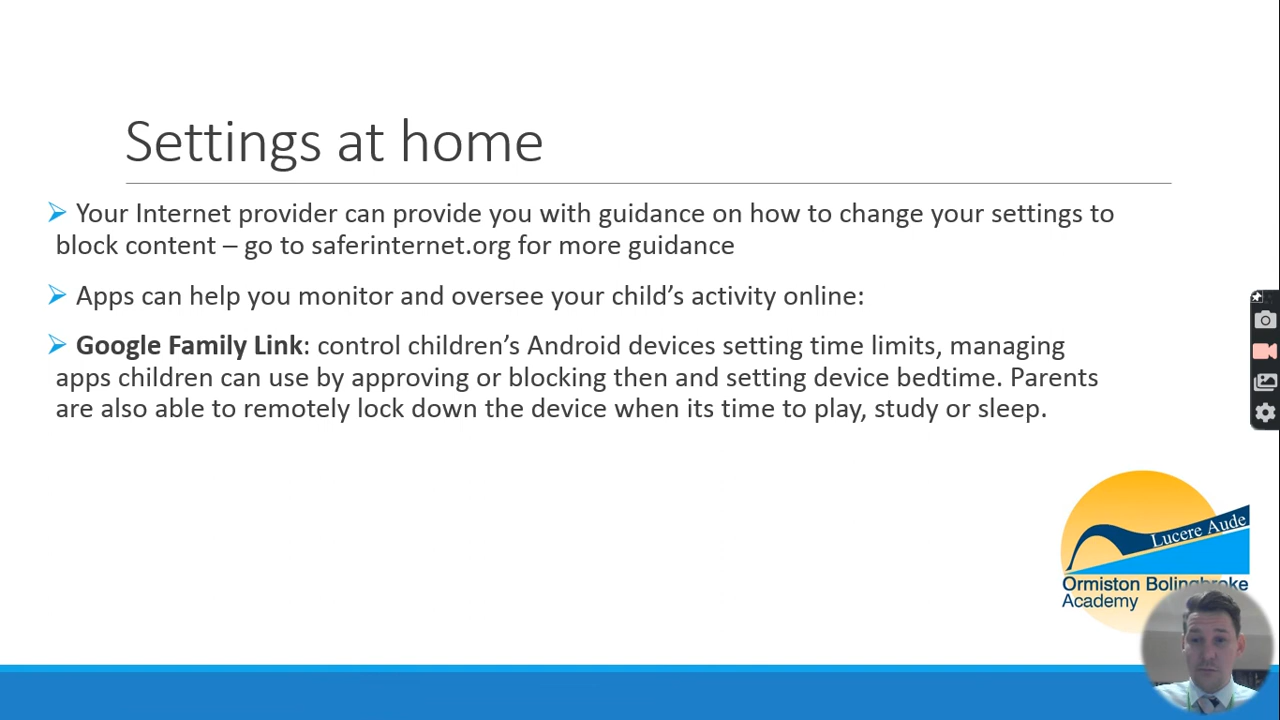 Settings at home
Your Internet provider can provide you with guidance on how to change your settings to
block content – go to saferinternet.org for more guidance
Apps can help you monitor and oversee your child’s activity online:
Google Family Link: control children’s Android devices setting time limits, managing
apps children can use by approving or blocking then and setting device bedtime. Parents
are also able to remotely lock down the device when its time to play, study or sleep.
Lucere Aude
Ormiston Bolingbroke
Academy